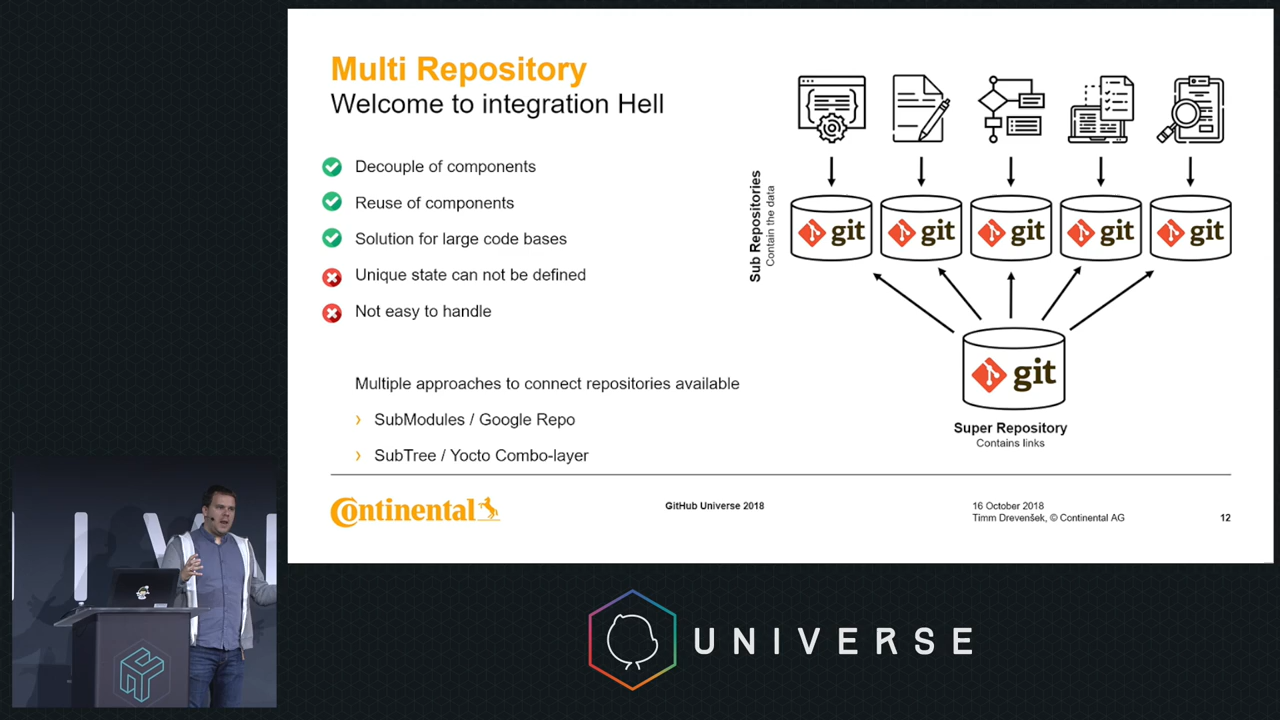 Multi Repository
Welcome to integration Hell
Decouple of components
Reuse of components
Solution for large code bases
Unique state can not be defined
Not easy to handle
Multiple approaches to connect repositories available
› SubModules / Google Repo
› SubTree / Yocto Combo-layer
Sub Repositories
Contain the data
git
git
git
git
git
git
Super Repository
Contains links
Continental
GitHub Universe 2018
16 October 2018
Timm Drevenšek, © Continental AG
12
UNIVERSE